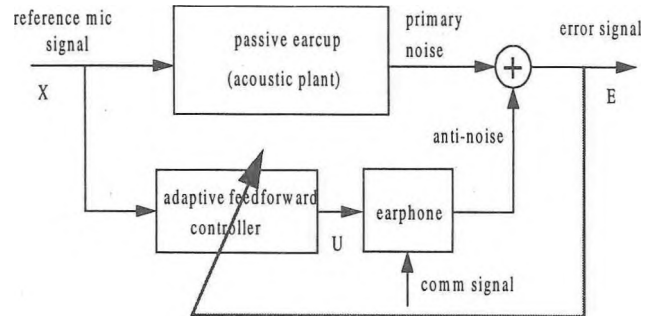 reference mic
signal
X
passive earcup
(acoustic plant)
primary
noise
+
error signal
E
anti-noise
adaptive feedforward
controller
U
earphone
comm signal